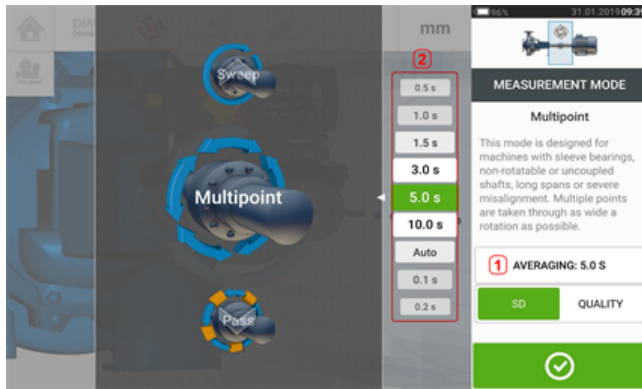 96%
31.01.2019 09:39
DIM
mm
2
Sweep
0.5 s
1.0 s
1.5 s
3.0 s
Multipoint
5.0 s
10.0 s
Auto
0.1 s
0.2 s
Pass
MEASUREMENT MODE
Multipoint
This mode is designed for
machines with sleeve bearings,
non-rotatable or uncoupled
shafts, long spans or severe
misalignment. Multiple points
are taken through as wide a
rotation as possible.
1 AVERAGING: 5.0 S
SD QUALITY